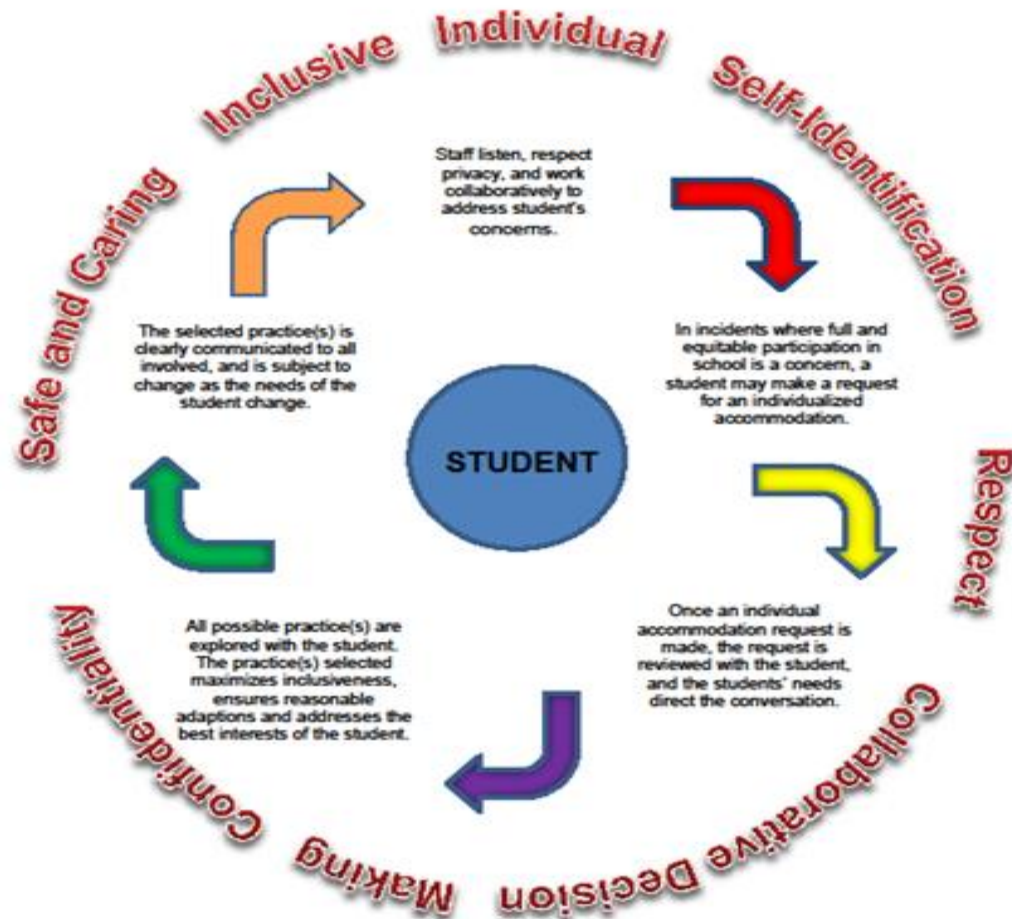 Safe and Caring Inclusive Individual Self-Identification Respect Collaborative Decision Making Confidentiality
Staff listen, respect
privacy, and work
collaboratively to
address student's
concerns.
In incidents where full and
equitable participation in
school is a concern, a
student may make a request
for an individualized
accommodation.
Once an individual
accommodation request is
made, the request is
reviewed with the student,
and the students' needs
direct the conversation.
All possible practice(s) are
explored with the student.
The practice(s) selected
maximizes inclusiveness,
ensures reasonable
adaptions and addresses the
best interests of the student.
The selected practice(s) is
clearly communicated to all
involved, and is subject to
change as the needs of the
student change.
STUDENT